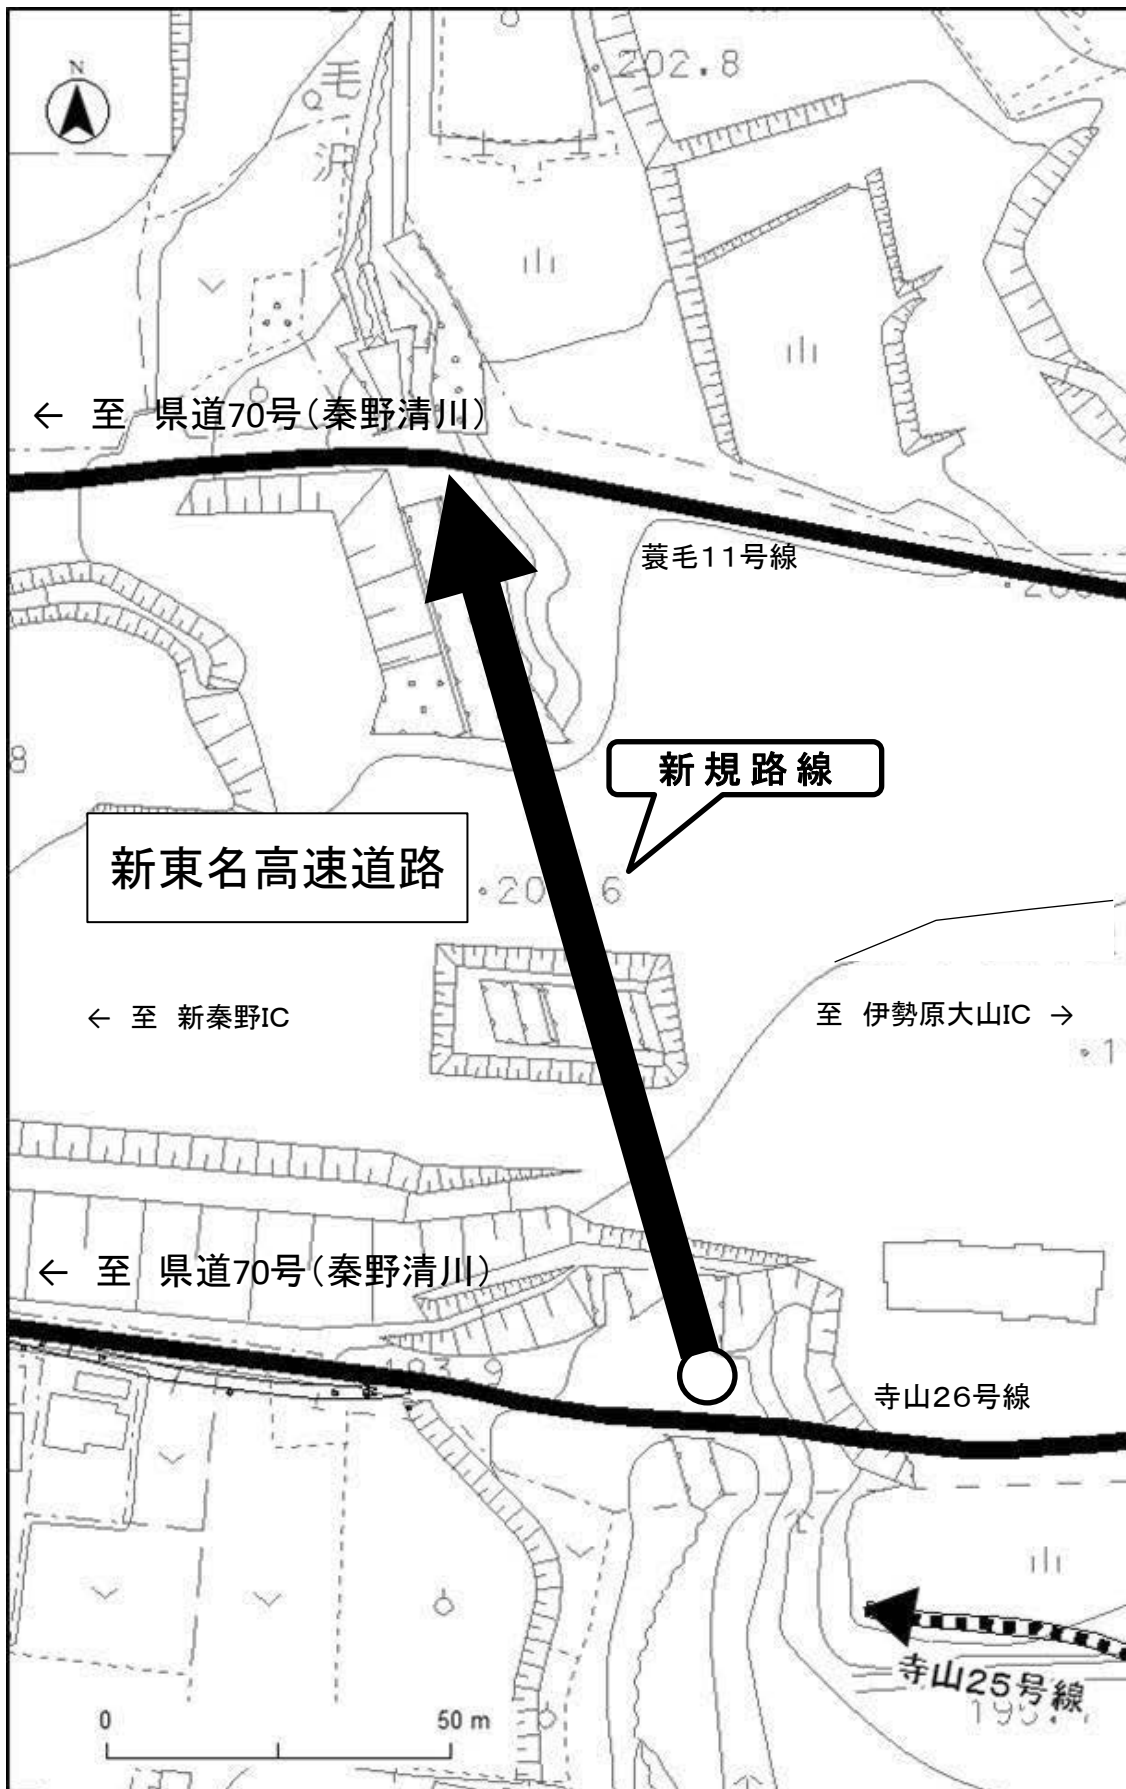 N
毛
沢
202.8
← 至　県道70号（秦野清川）
蓑毛11号線
新規路線
新東名高速道路
← 至　新秦野IC
至　伊勢原大山IC →
← 至　県道70号（秦野清川）
寺山26号線
寺山25号線
0
50 m